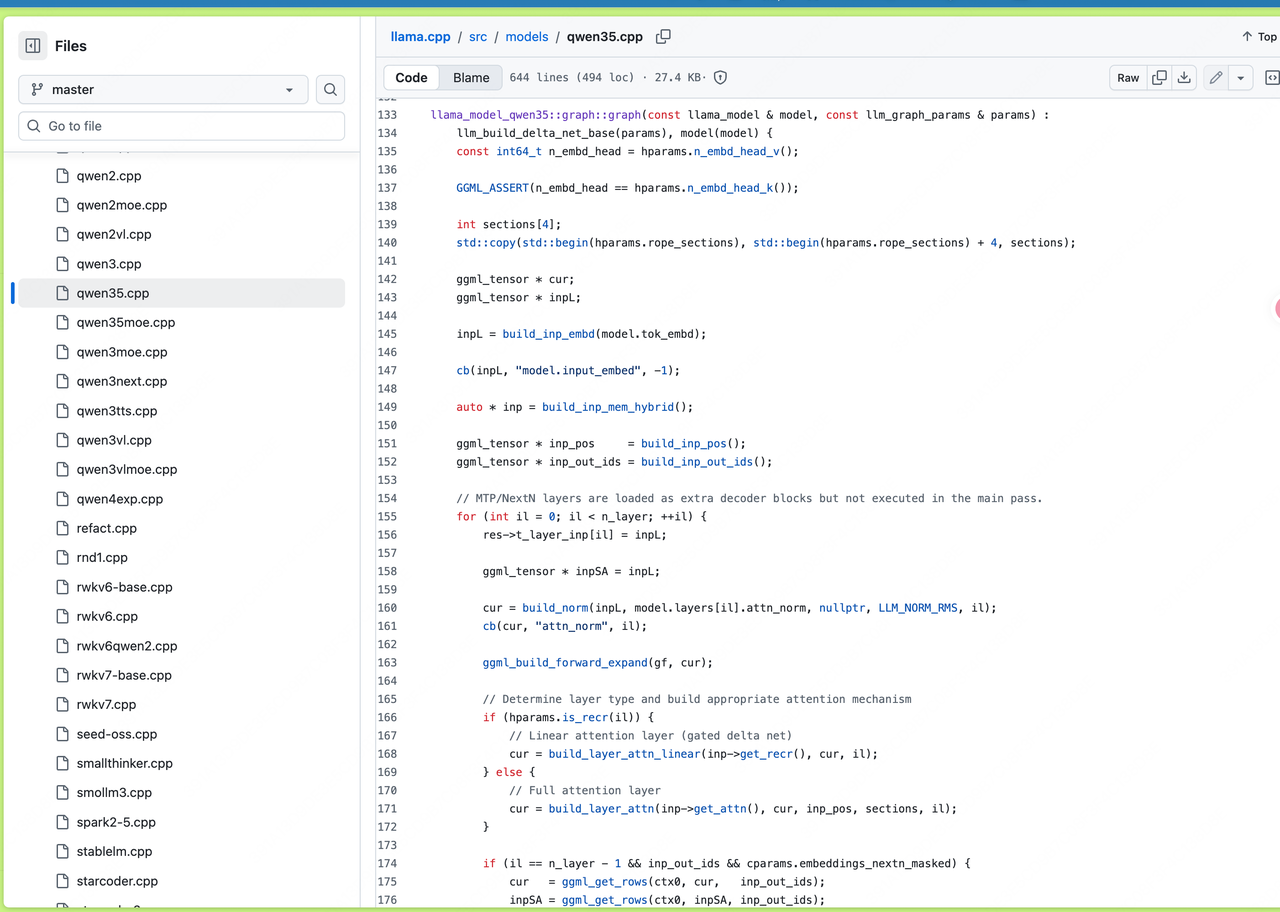 Files
master
Go to file
qwen2.cpp
qwen2moe.cpp
qwen2vl.cpp
qwen3.cpp
qwen35.cpp
qwen35moe.cpp
qwen3moe.cpp
qwen3next.cpp
qwen3tts.cpp
qwen3vl.cpp
qwen3vlmoe.cpp
qwen4exp.cpp
refact.cpp
rnd1.cpp
rwkv6-base.cpp
rwkv6.cpp
rwkv6qwen2.cpp
rwkv7-base.cpp
rwkv7.cpp
seed-oss.cpp
smallthinker.cpp
smollm3.cpp
spark2-5.cpp
stablelm.cpp
starcoder.cpp
llama.cpp / src / models / qwen35.cpp
Top
Code Blame 644 lines (494 loc) · 27.4 KB · Raw
133 llama_model_qwen35::graph::graph(const llama_model & model, const llm_graph_params & params) :
134     llm_build_delta_net_base(params), model(model) {
135     const int64_t n_embd_head = hparams.n_embd_head_v();
136
137     GGML_ASSERT(n_embd_head == hparams.n_embd_head_k());
138
139     int sections[4];
140     std::copy(std::begin(hparams.rope_sections), std::begin(hparams.rope_sections) + 4, sections);
141
142     ggml_tensor * cur;
143     ggml_tensor * inpL;
144
145     inpL = build_inp_embd(model.tok_embd);
146
147     cb(inpL, "model.input_embed", -1);
148
149     auto * inp = build_inp_mem_hybrid();
150
151     ggml_tensor * inp_pos     = build_inp_pos();
152     ggml_tensor * inp_out_ids = build_inp_out_ids();
153
154     // MTP/NextN layers are loaded as extra decoder blocks but not executed in the main pass.
155     for (int il = 0; il < n_layer; ++il) {
156         res->t_layer_inp[il] = inpL;
157
158         ggml_tensor * inpSA = inpL;
159
160         cur = build_norm(inpL, model.layers[il].attn_norm, nullptr, LLM_NORM_RMS, il);
161         cb(cur, "attn_norm", il);
162
163         ggml_build_forward_expand(gf, cur);
164
165         // Determine layer type and build appropriate attention mechanism
166         if (hparams.is_recr(il)) {
167             // Linear attention layer (gated delta net)
168             cur = build_layer_attn_linear(inp->get_recr(), cur, il);
169         } else {
170             // Full attention layer
171             cur = build_layer_attn(inp->get_attn(), cur, inp_pos, sections, il);
172         }
173
174         if (il == n_layer - 1 && inp_out_ids && cparams.embeddings_nextn_masked) {
175             cur   = ggml_get_rows(ctx0, cur,   inp_out_ids);
176             inpSA = ggml_get_rows(ctx0, inpSA, inp_out_ids);